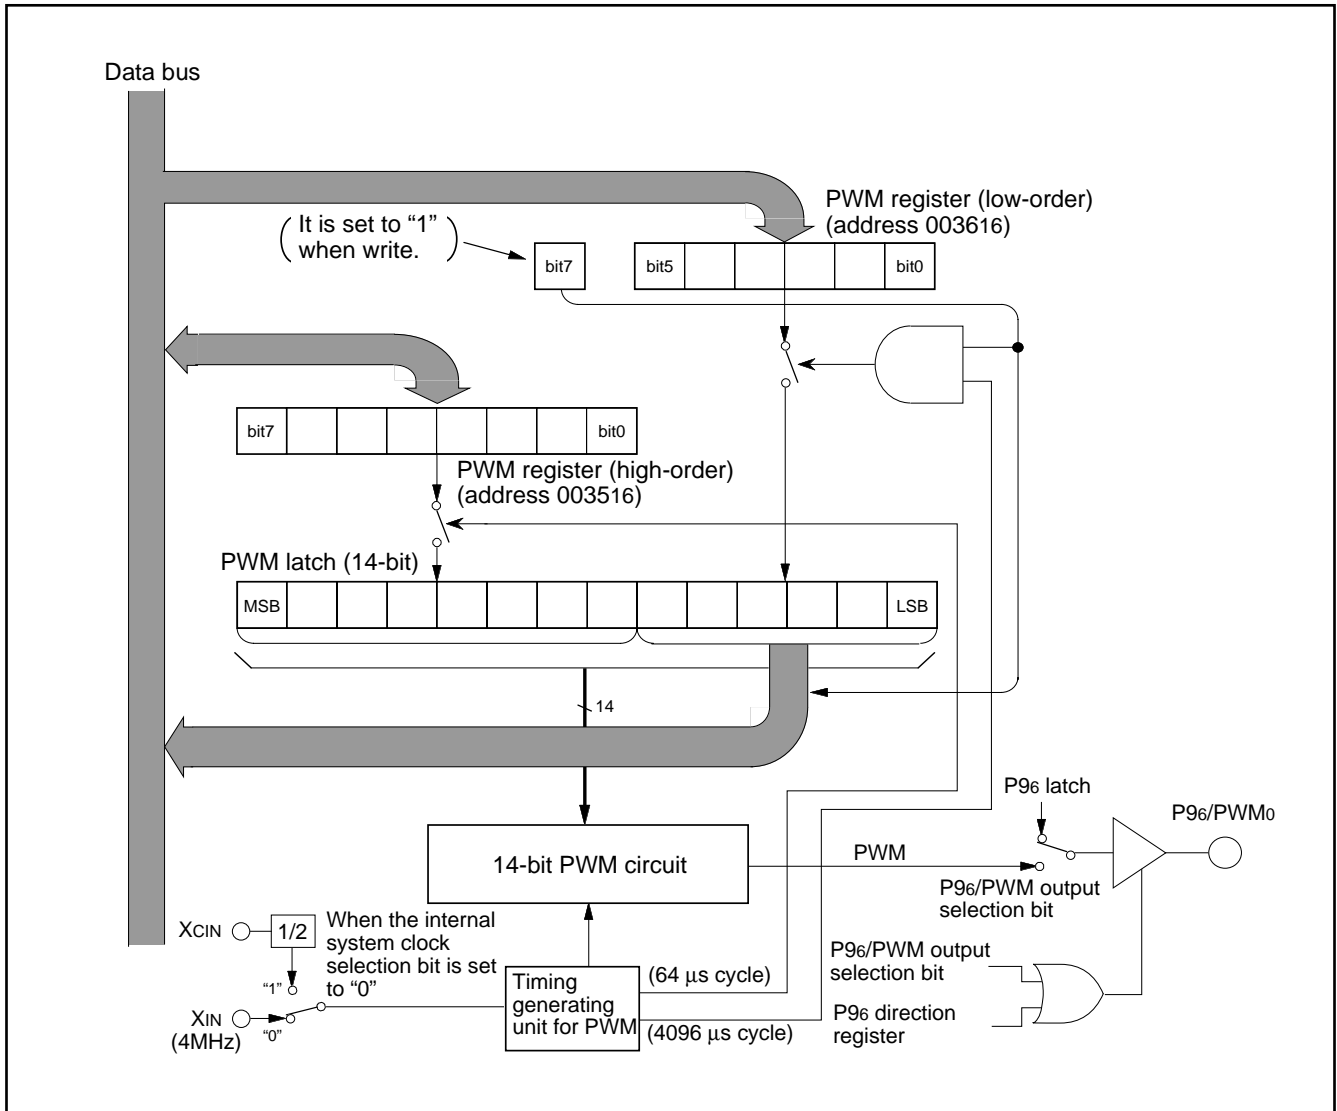 Data bus
PWM register (low-order)
(address 003616)
( It is set to “1”
when write. )
bit7
bit5
bit0
bit7
bit0
PWM register (high-order)
(address 003516)
PWM latch (14-bit)
MSB
LSB
14
P96 latch
P96/PWM0
14-bit PWM circuit
PWM
P96/PWM output
selection bit
XCIN
1/2
When the internal
system clock
selection bit is set
to “0”
“1”
XIN
(4MHz)
“0”
Timing
generating
unit for PWM
(64 μs cycle)
(4096 μs cycle)
P96/PWM output
selection bit
P96 direction
register